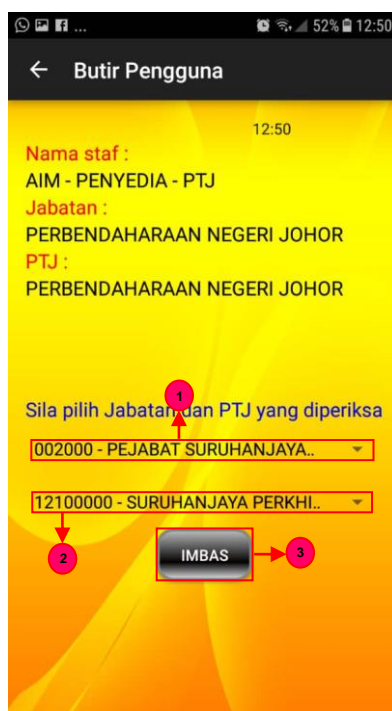 ... 52% 12:50
Butir Pengguna
12:50
Nama staf :
AIM - PENYEDIA - PTJ
Jabatan :
PERBENDAHARAAN NEGERI JOHOR
PTJ :
PERBENDAHARAAN NEGERI JOHOR
1
Sila pilih Jabatan dan PTJ yang diperiksa
002000 - PEJABAT SURUHANJAYA..
12100000 - SURUHANJAYA PERKHI..
2
IMBAS
3